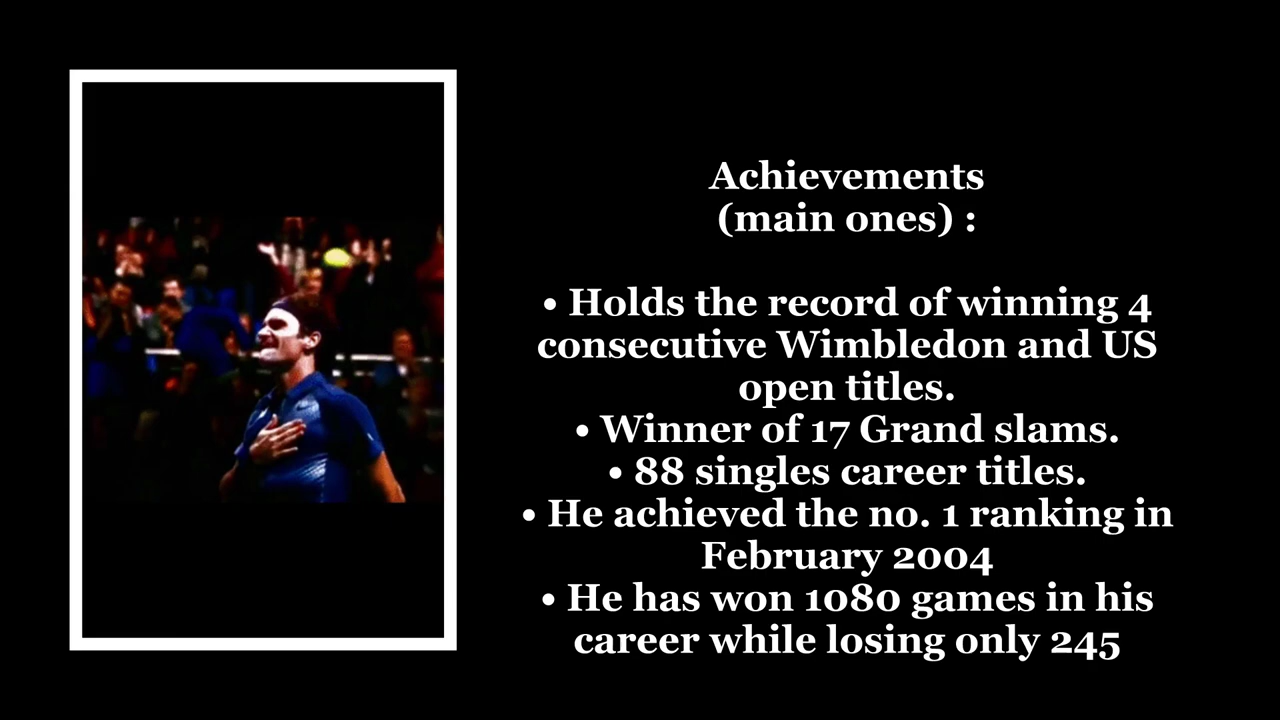 Achievements
(main ones) :
• Holds the record of winning 4
consecutive Wimbledon and US
open titles.
• Winner of 17 Grand slams.
• 88 singles career titles.
• He achieved the no. 1 ranking in
February 2004
• He has won 1080 games in his
career while losing only 245